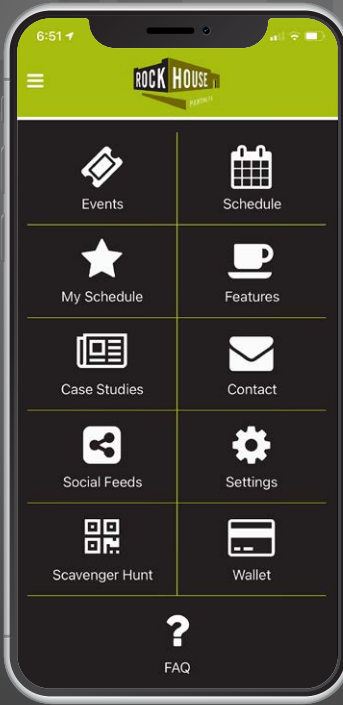 6:51
ROCK HOUSE
PARTNERS
Events
Schedule
My Schedule
Features
Case Studies
Contact
Social Feeds
Settings
Scavenger Hunt
Wallet
FAQ